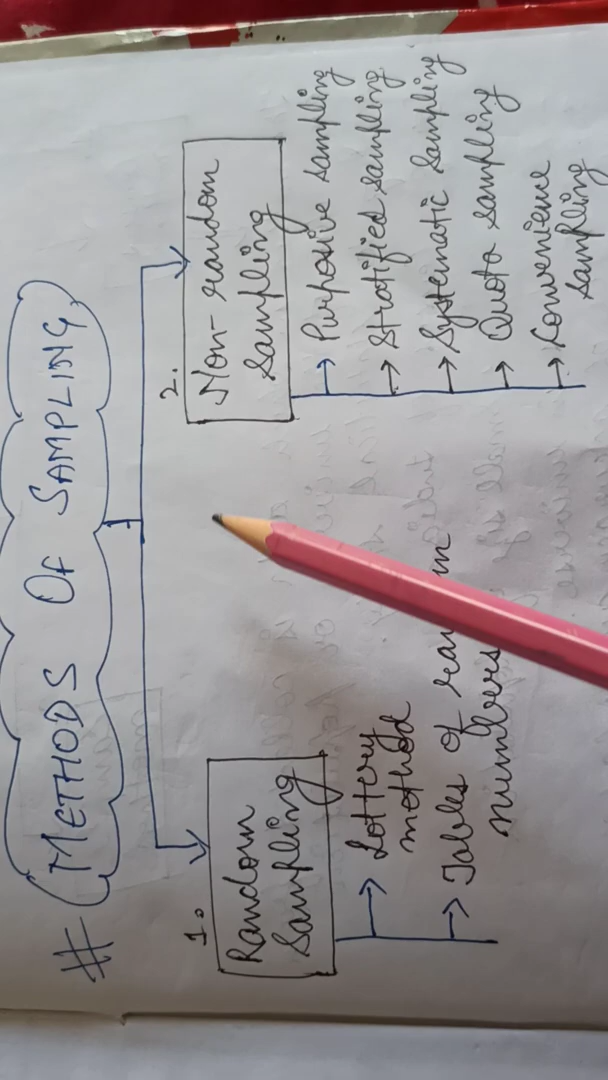 # METHODS OF SAMPLING
1.
Random
Sampling
Lottery
method
Tables of
numbers
2.
Non-random
Sampling
Purposive sampling
Stratified sampling
Systematic Sampling
Quota sampling
Convenience
sampling